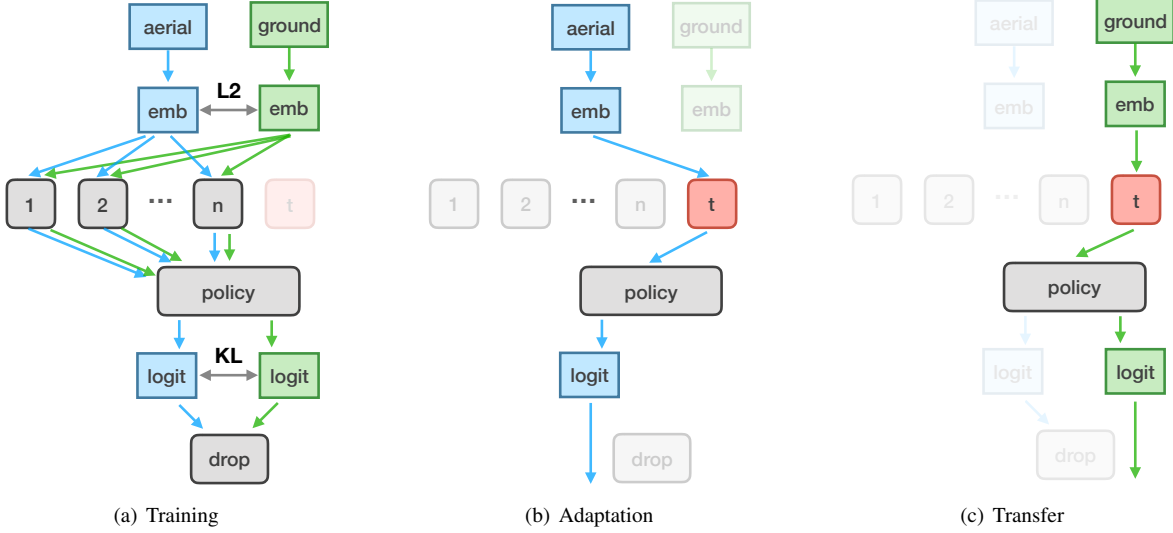 aerial ground
L2
emb emb
1 2 ... n t
policy
KL
logit logit
drop
(a) Training
aerial ground
emb emb
1 2 ... n t
policy
logit
drop
(b) Adaptation
aerial ground
emb emb
1 2 ... n t
policy
logit logit
drop
(c) Transfer